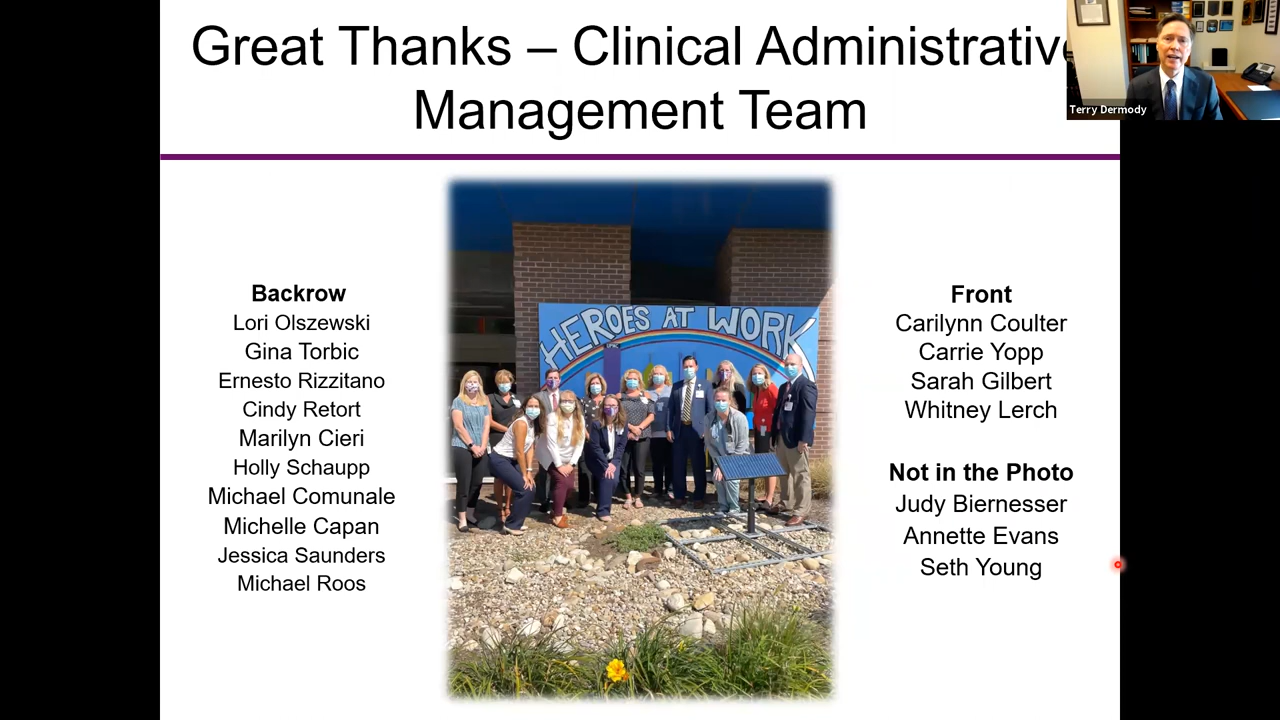 Great Thanks – Clinical Administrative
Management Team
Terry Dermody
Backrow
Lori Olszewski
Gina Torbic
Ernesto Rizzitano
Cindy Retort
Marilyn Cieri
Holly Schaupp
Michael Comunale
Michelle Capan
Jessica Saunders
Michael Roos
HEROES AT WORK
Front
Carilynn Coulter
Carrie Yopp
Sarah Gilbert
Whitney Lerch
Not in the Photo
Judy Biernesser
Annette Evans
Seth Young